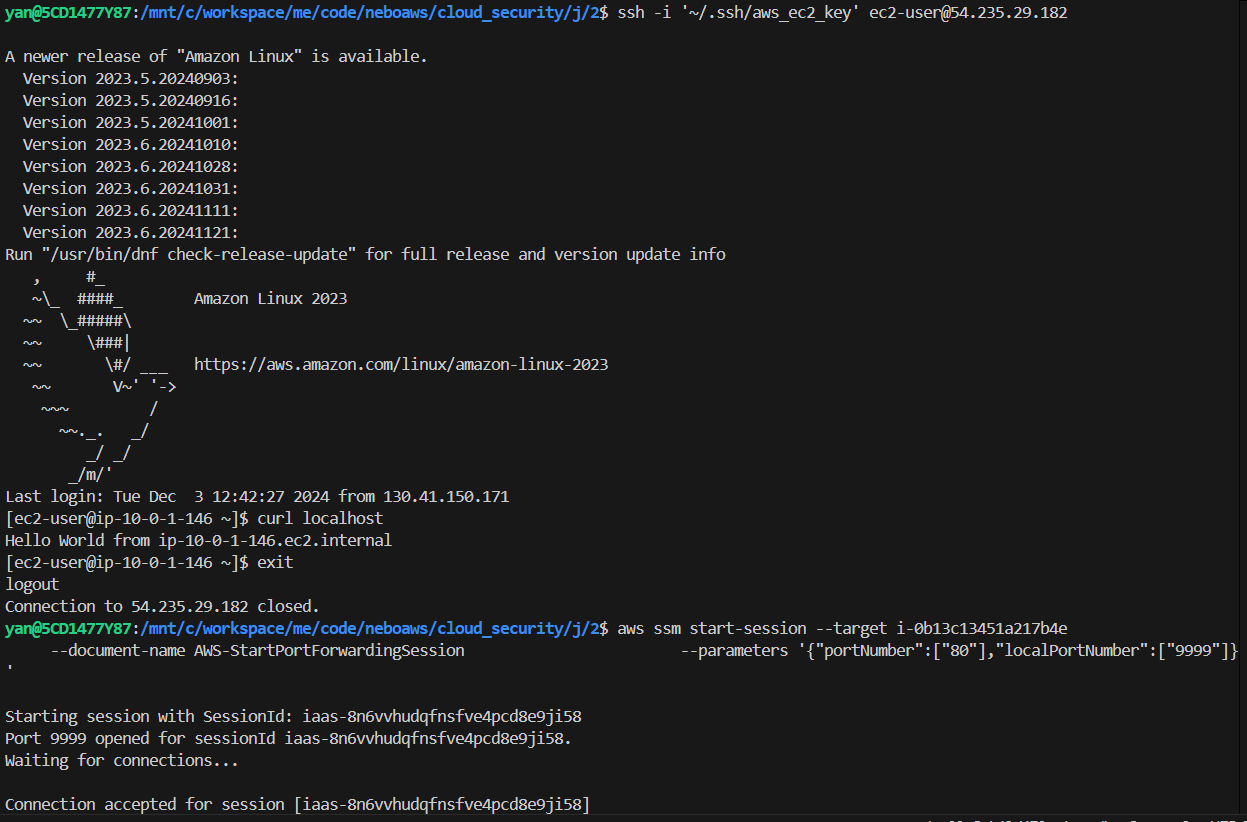 yan@5CD1477Y87:/mnt/c/workspace/me/code/neboaws/cloud_security/j/2$ ssh -i '~/.ssh/aws_ec2_key' ec2-user@54.235.29.182

A newer release of "Amazon Linux" is available.
  Version 2023.5.20240903:
  Version 2023.5.20240916:
  Version 2023.5.20241001:
  Version 2023.6.20241010:
  Version 2023.6.20241028:
  Version 2023.6.20241031:
  Version 2023.6.20241111:
  Version 2023.6.20241121:
Run "/usr/bin/dnf check-release-update" for full release and version update info
   ,     #_
   ~\_  ####_        Amazon Linux 2023
  ~~  \_#####\
  ~~     \###|
  ~~       \#/ ___   https://aws.amazon.com/linux/amazon-linux-2023
   ~~       V~' '->
    ~~~         /
      ~~._.   _/
         _/ _/
       _/m/'
Last login: Tue Dec  3 12:42:27 2024 from 130.41.150.171
[ec2-user@ip-10-0-1-146 ~]$ curl localhost
Hello World from ip-10-0-1-146.ec2.internal
[ec2-user@ip-10-0-1-146 ~]$ exit
logout
Connection to 54.235.29.182 closed.
yan@5CD1477Y87:/mnt/c/workspace/me/code/neboaws/cloud_security/j/2$ aws ssm start-session --target i-0b13c13451a217b4e
     --document-name AWS-StartPortForwardingSession                        --parameters '{"portNumber":["80"],"localPortNumber":["9999"]}
'

Starting session with SessionId: iaas-8n6vvhudqfnsfve4pcd8e9ji58
Port 9999 opened for sessionId iaas-8n6vvhudqfnsfve4pcd8e9ji58.
Waiting for connections...

Connection accepted for session [iaas-8n6vvhudqfnsfve4pcd8e9ji58]